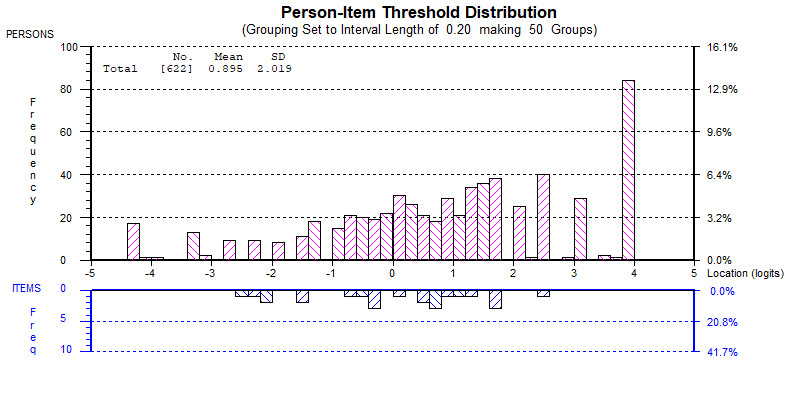 Person-Item Threshold Distribution
(Grouping Set to Interval Length of 0.20 making 50 Groups)
PERSONS
No. Mean SD
Total [622] 0.895 2.019
Frequency
100
80
60
40
20
0
16.1%
12.9%
9.6%
6.4%
3.2%
0.0%
-5 -4 -3 -2 -1 0 1 2 3 4 5 Location (logits)
ITEMS
Freq
0
5
10
0.0%
20.8%
41.7%